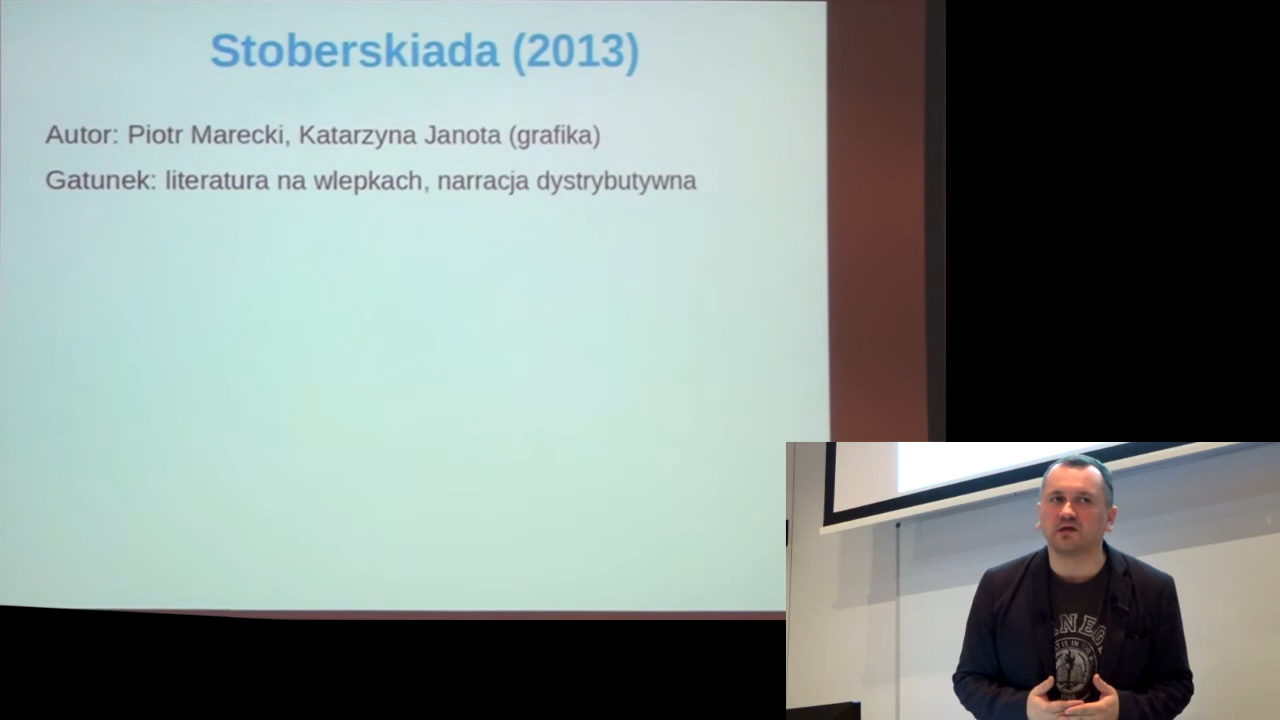 Stoberskiada (2013)
Autor: Piotr Marecki, Katarzyna Janota (grafika)
Gatunek: literatura na wlepkach, narracja dystrybutywna